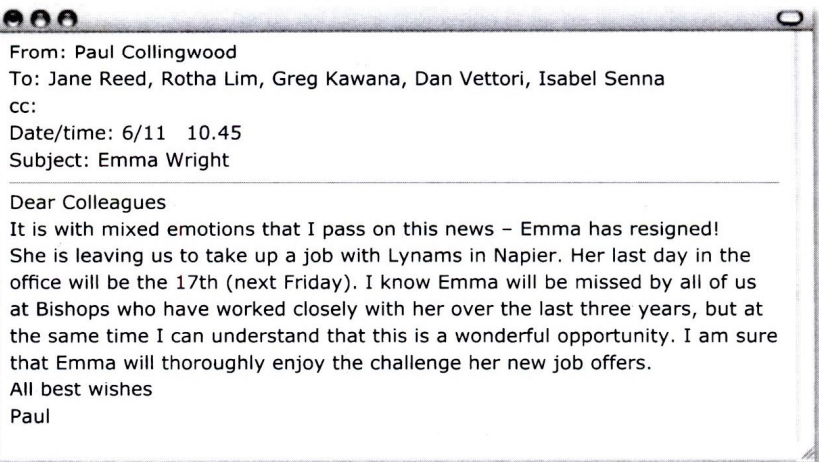 From: Paul Collingwood
To: Jane Reed, Rotha Lim, Greg Kawana, Dan Vettori, Isabel Senna
cc:
Date/time: 6/11 10.45
Subject: Emma Wright
Dear Colleagues
It is with mixed emotions that I pass on this news – Emma has resigned!
She is leaving us to take up a job with Lynams in Napier. Her last day in the
office will be the 17th (next Friday). I know Emma will be missed by all of us
at Bishops who have worked closely with her over the last three years, but at
the same time I can understand that this is a wonderful opportunity. I am sure
that Emma will thoroughly enjoy the challenge her new job offers.
All best wishes
Paul